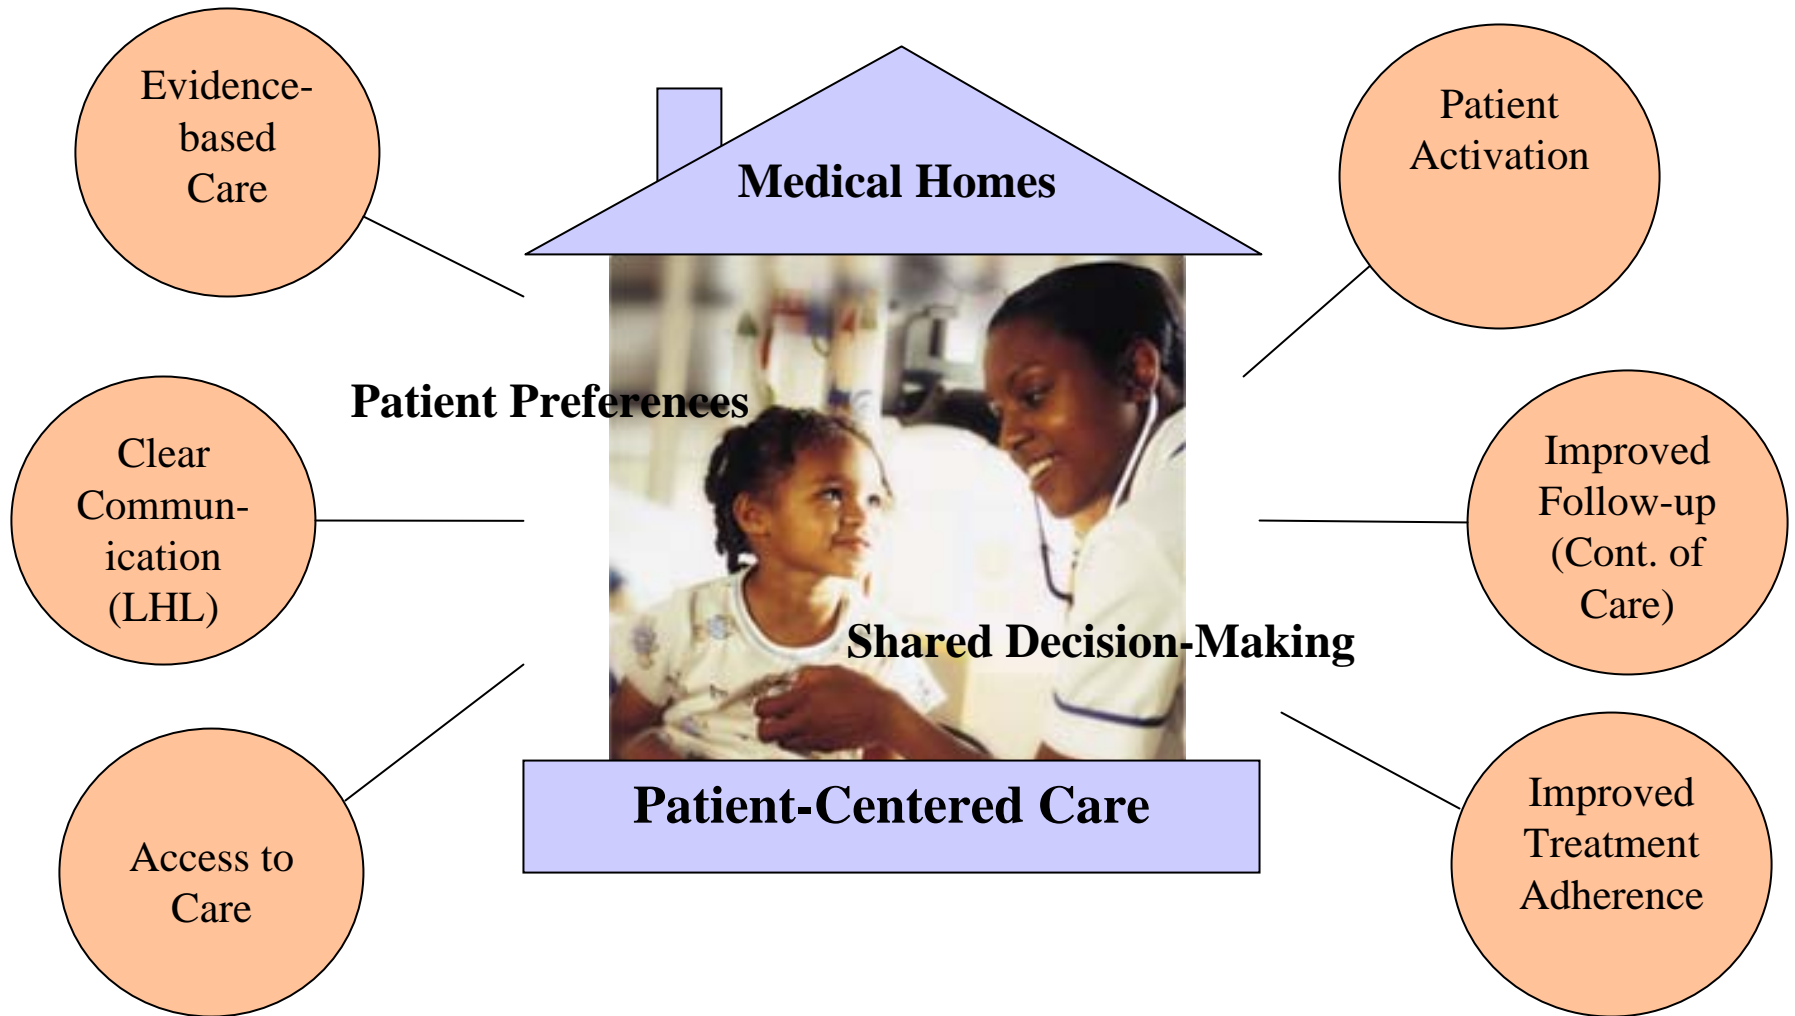 Evidence-
based
Care
Medical Homes
Patient
Activation
Patient Preferences
Clear
Commun-
ication
(LHL)
Improved
Follow-up
(Cont. of
Care)
Shared Decision-Making
Patient-Centered Care
Access to
Care
Improved
Treatment
Adherence